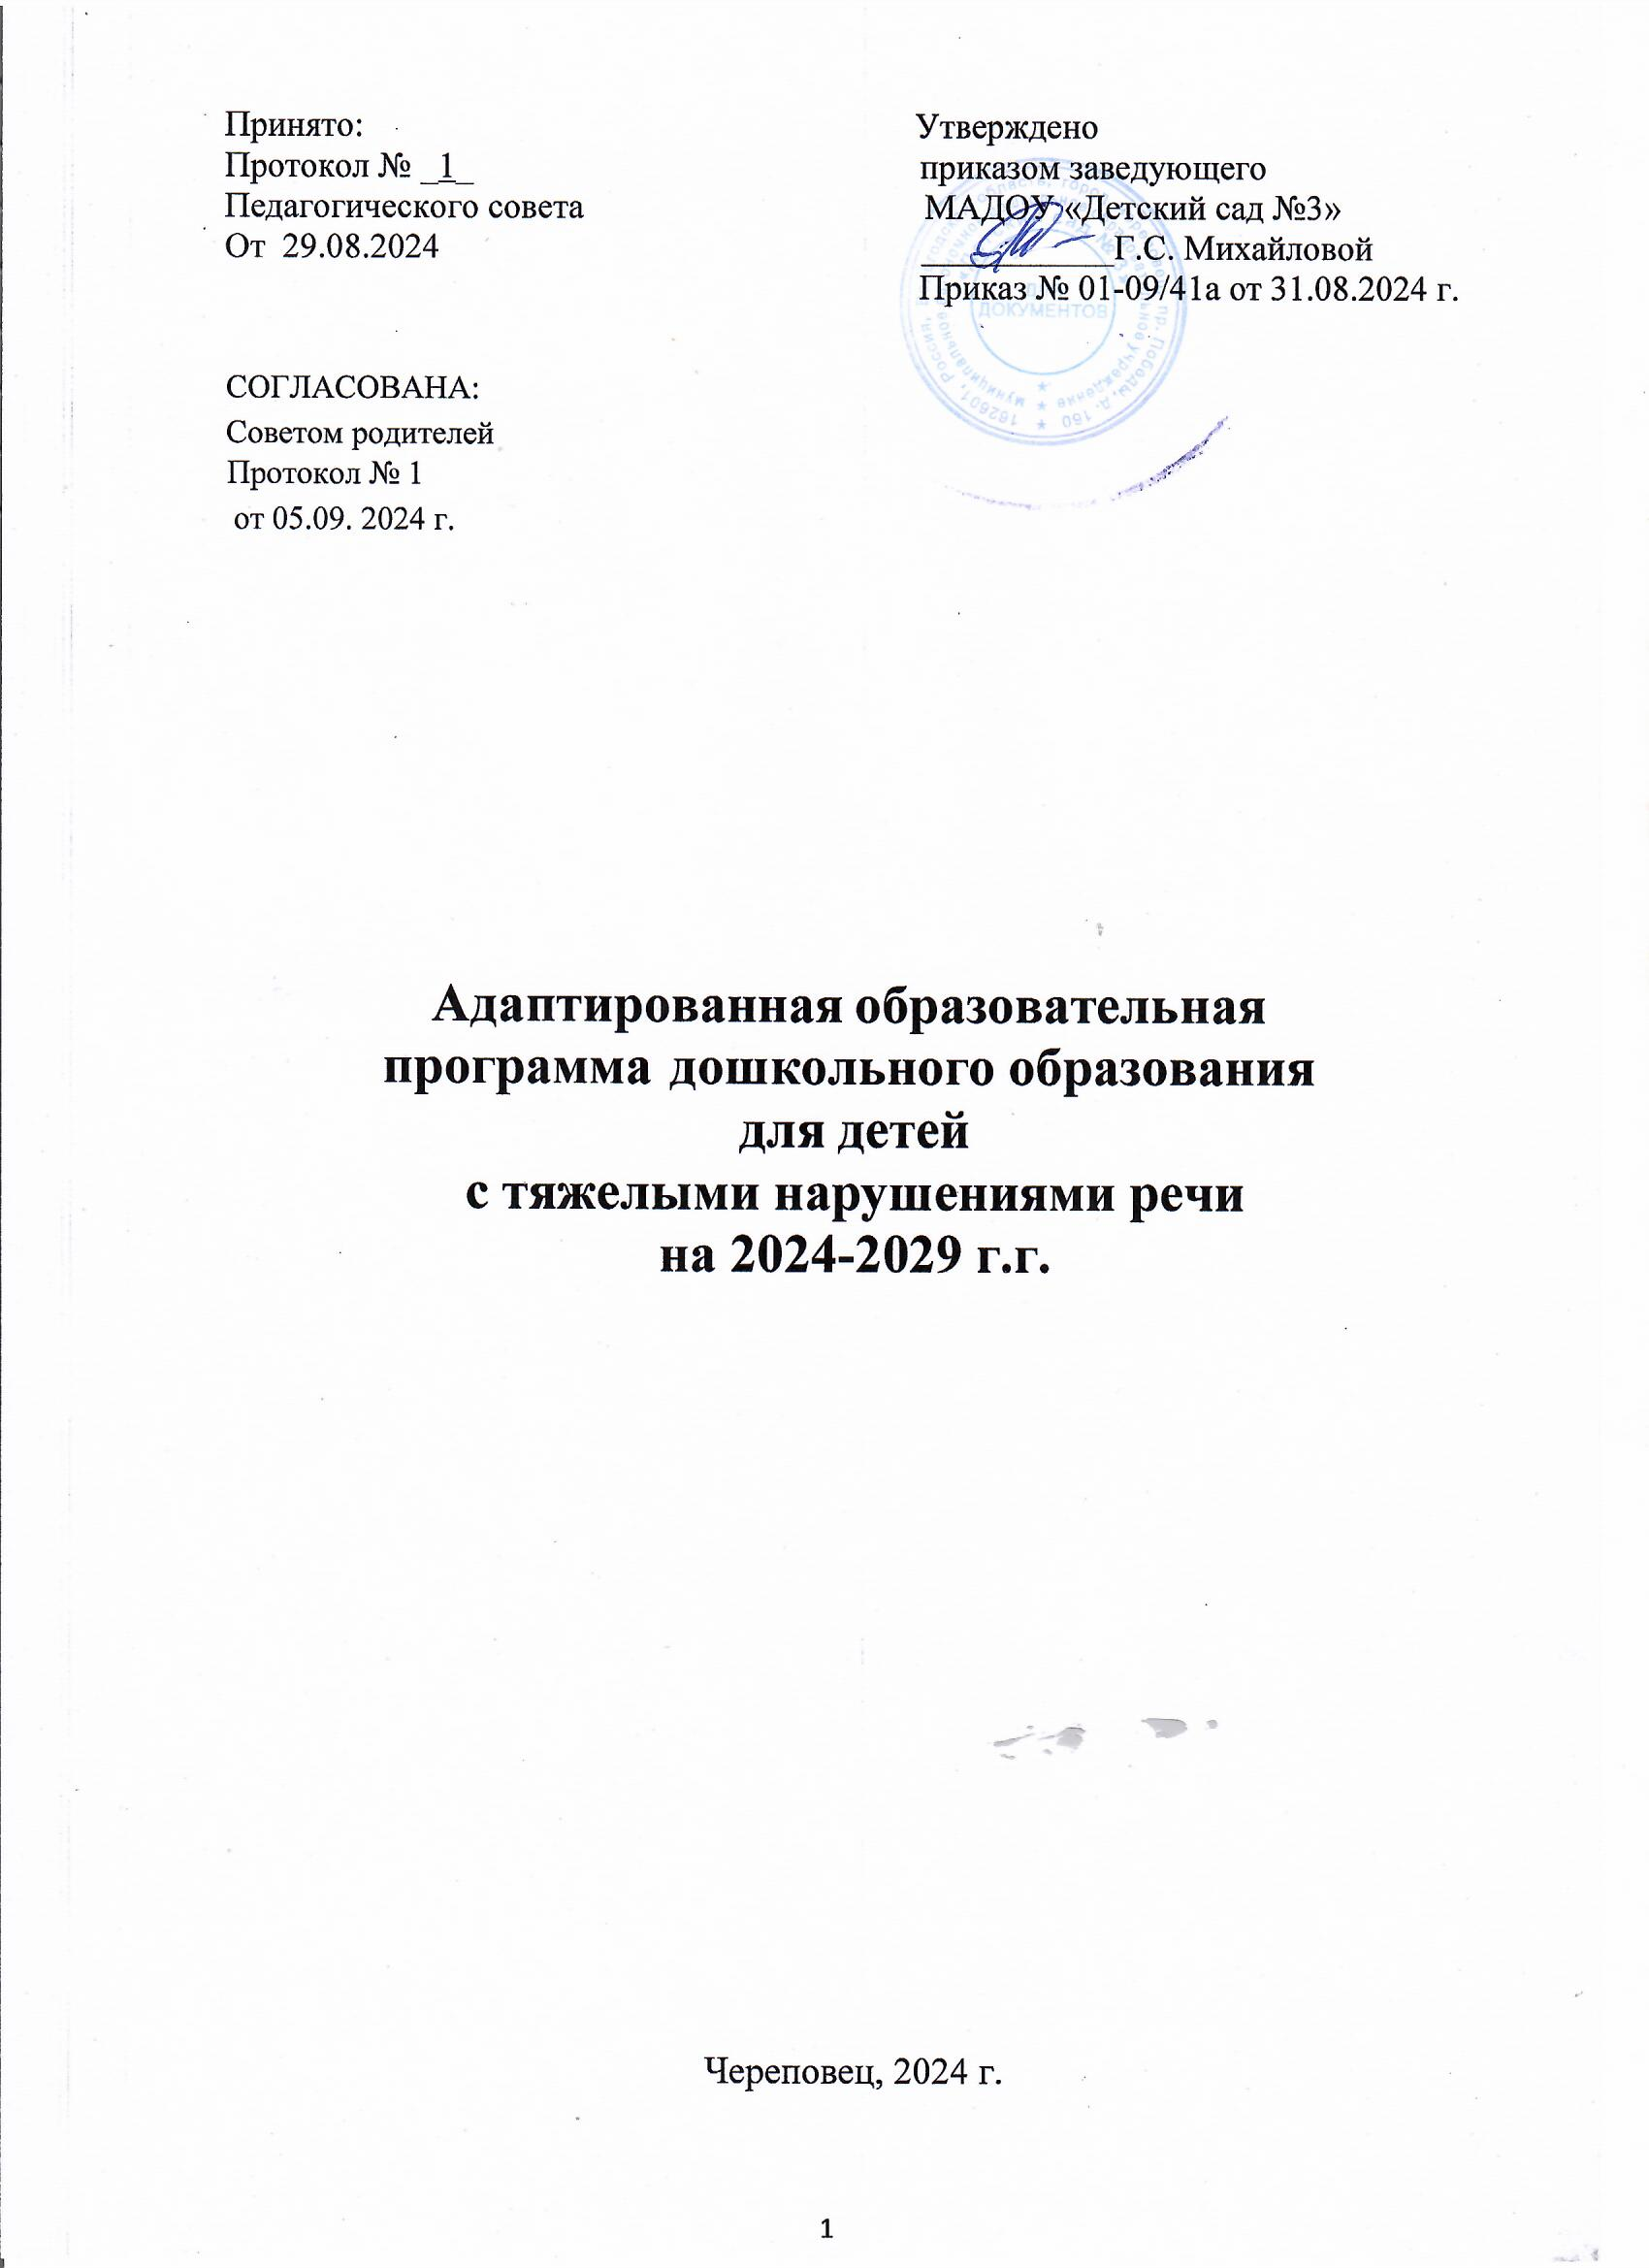 Принято:
Протокол № _1_
Педагогического совета
От 29.08.2024
Утверждено
приказом заведующего
МАДОУ «Детский сад №3»
___________Г.С. Михайловой
Приказ № 01-09/41а от 31.08.2024 г.
ДОКУМЕНТОВ
СОГЛАСОВАНА:
Советом родителей
Протокол № 1
от 05.09. 2024 г.
Адаптированная образовательная
программа дошкольного образования
для детей
с тяжелыми нарушениями речи
на 2024-2029 г.г.
Череповец, 2024 г.
1